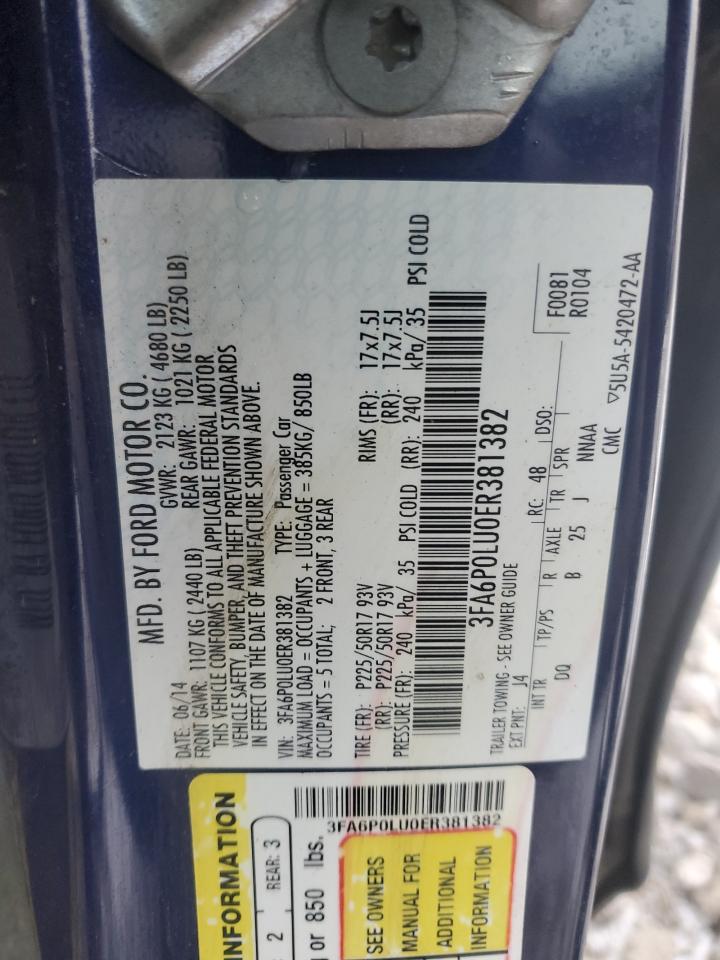 MFD. BY FORD MOTOR CO.
DATE: 06/14 GVWR: 2123 KG ( 4680 LB)
FRONT GAWR: 1107 KG ( 2440 LB) REAR GAWR: 1021 KG ( 2250 LB)
THIS VEHICLE CONFORMS TO ALL APPLICABLE FEDERAL MOTOR
VEHICLE SAFETY, BUMPER, AND THEFT PREVENTION STANDARDS
IN EFFECT ON THE DATE OF MANUFACTURE SHOWN ABOVE.
VIN: 3FA6P0LU0ER381382 TYPE: Passenger Car
MAXIMUM LOAD = OCCUPANTS + LUGGAGE = 385KG/ 850LB
OCCUPANTS = 5 TOTAL; 2 FRONT, 3 REAR
TIRE (FR): P225/50R17 93V RIMS (FR): 17x7.5J
(RR): P225/50R17 93V (RR): 17x7.5J
PRESSURE (FR): 240 kPa/ 35 PSI COLD (RR): 240 kPa/ 35 PSI COLD
3FA6P0LU0ER381382
TRAILER TOWING - SEE OWNER GUIDE
EXT PNT: J4 RC: 48 DSO: F0081
R0104
INT TR TP/PS R AXLE TR SPR
DQ B 25 J NNAA
CMC ▽5U5A-5420472-AA
INFORMATION
2 REAR: 3
or 850 lbs.
3FA6P0LU0ER381382
SEE OWNERS
MANUAL FOR
ADDITIONAL
INFORMATION